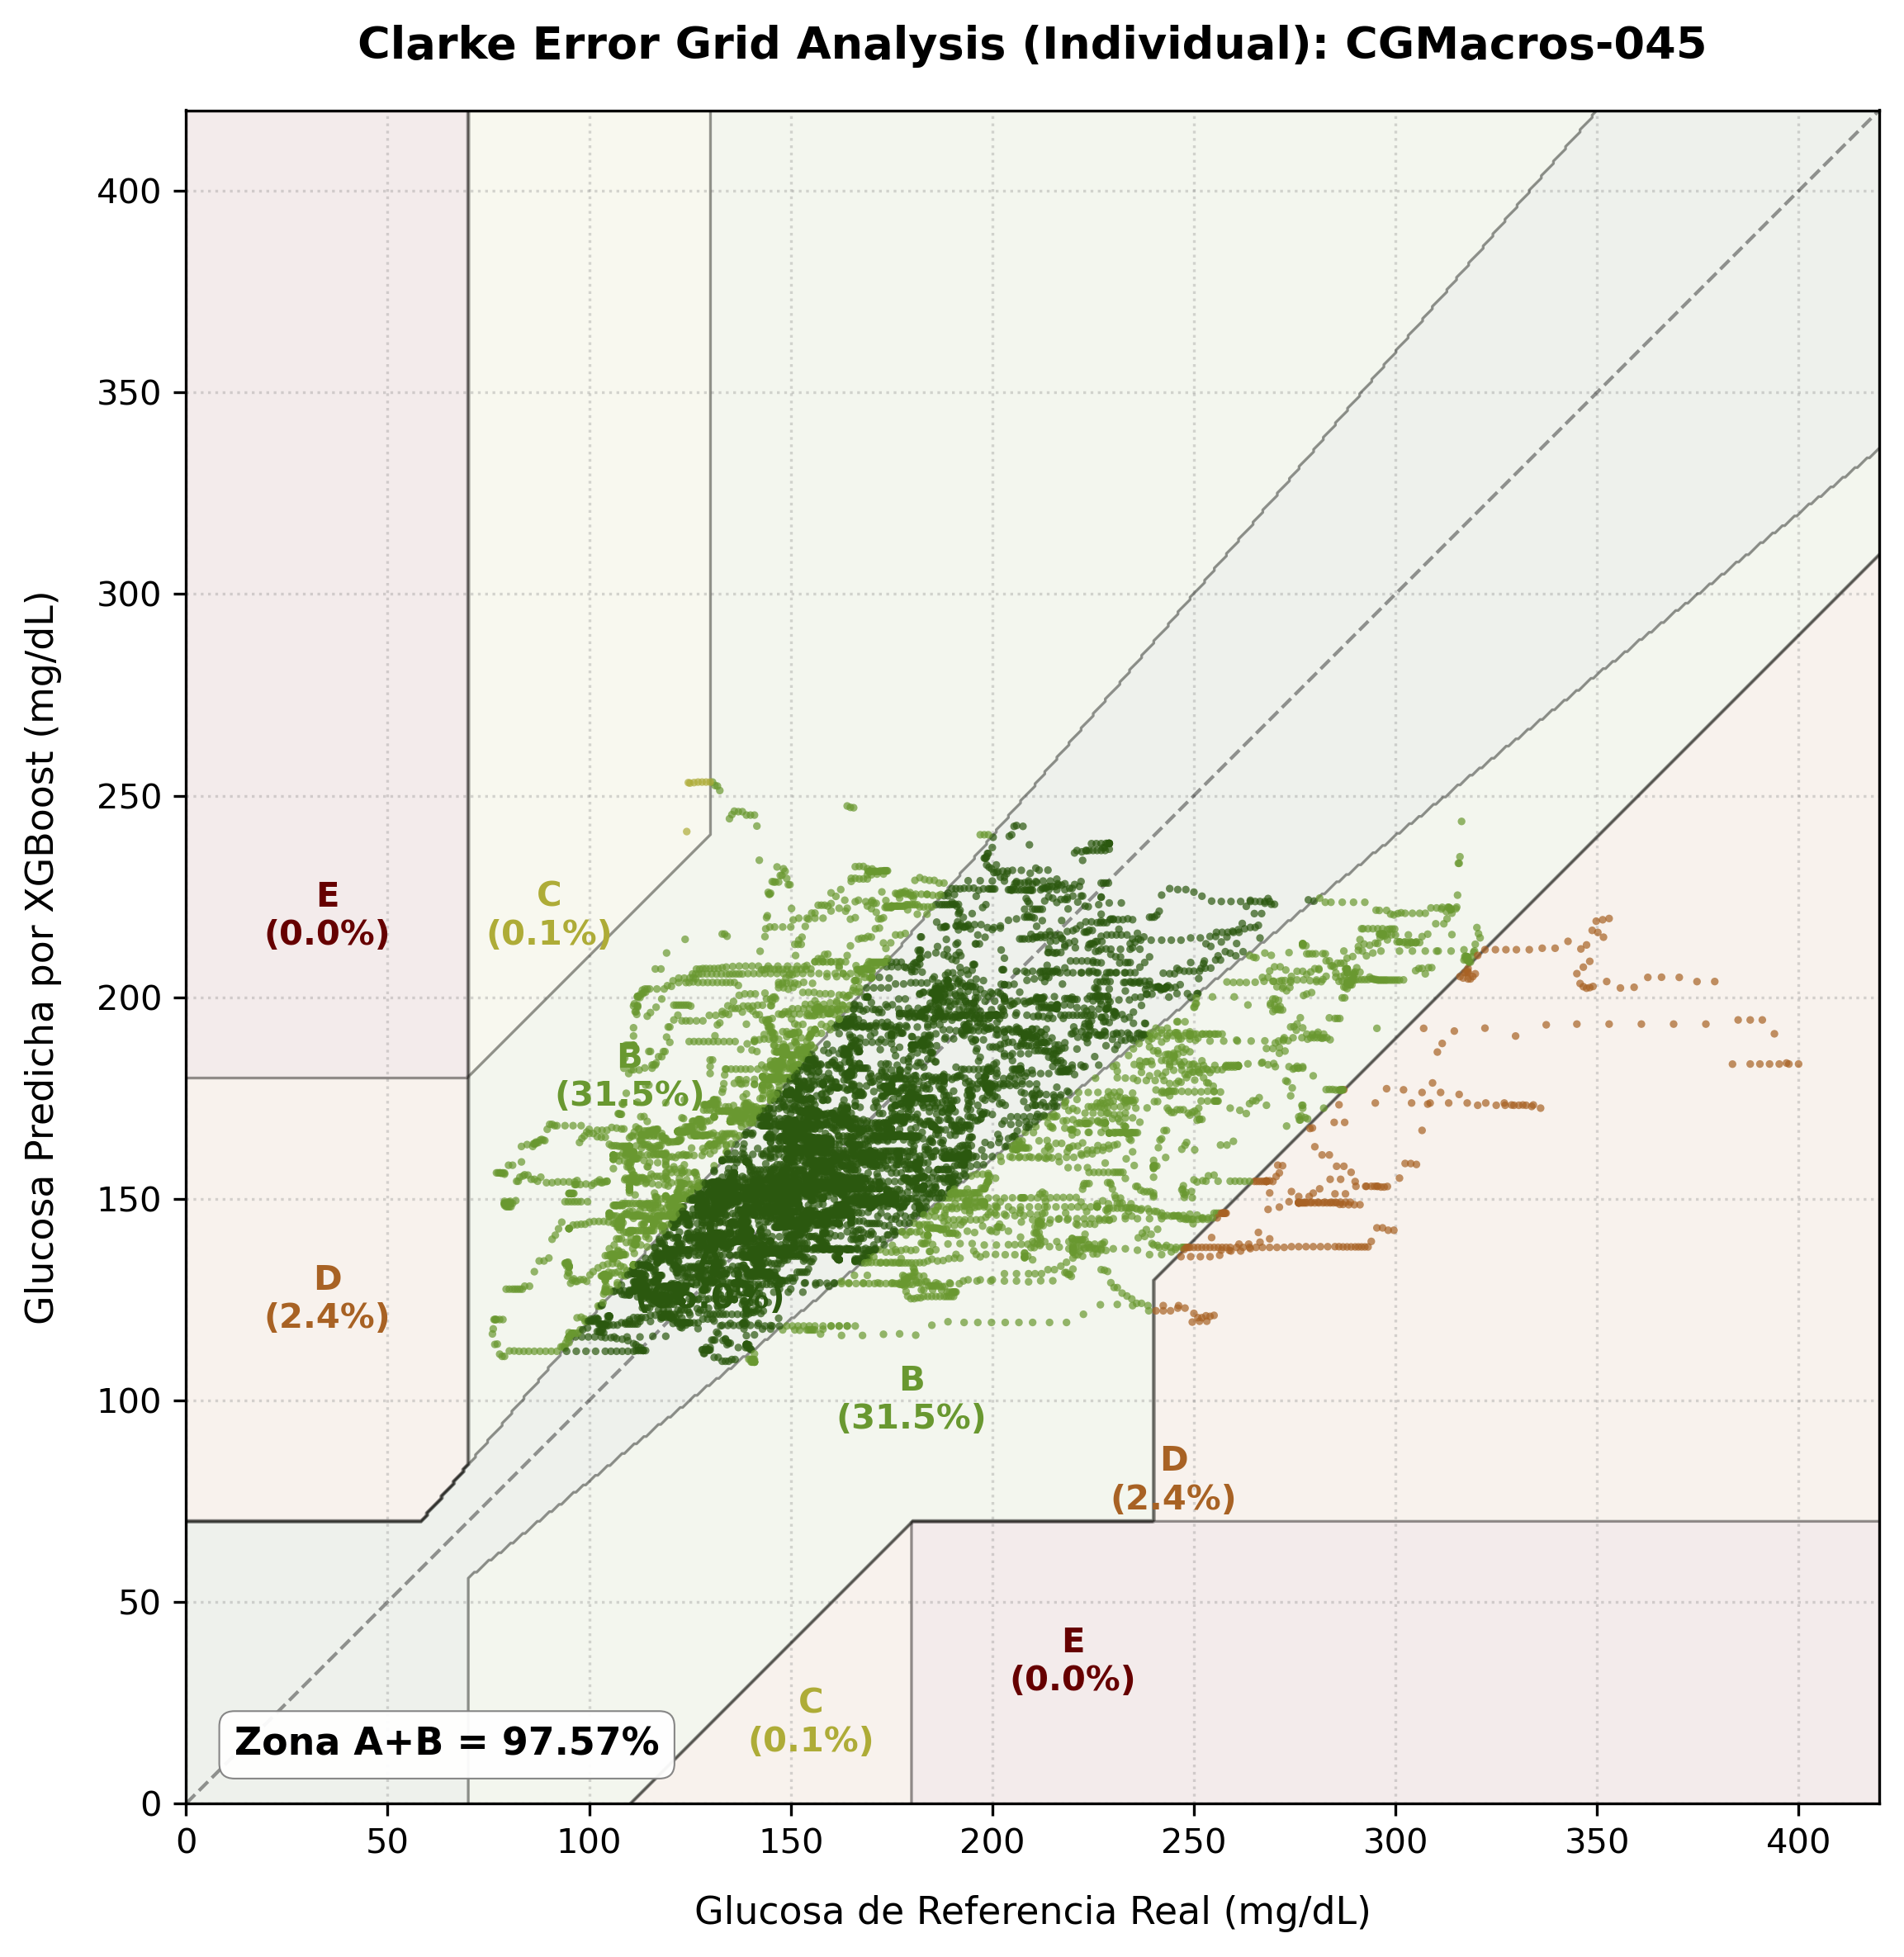 Clarke Error Grid Analysis (Individual): CGMacros-045
Glucosa Predicha por XGBoost (mg/dL)
400
350
300
250
200
150
100
50
0
E
(0.0%)
C
(0.1%)
B
(31.5%)
D
(2.4%)
B
(31.5%)
D
(2.4%)
E
(0.0%)
C
(0.1%)
Zona A+B = 97.57%
0 50 100 150 200 250 300 350 400
Glucosa de Referencia Real (mg/dL)